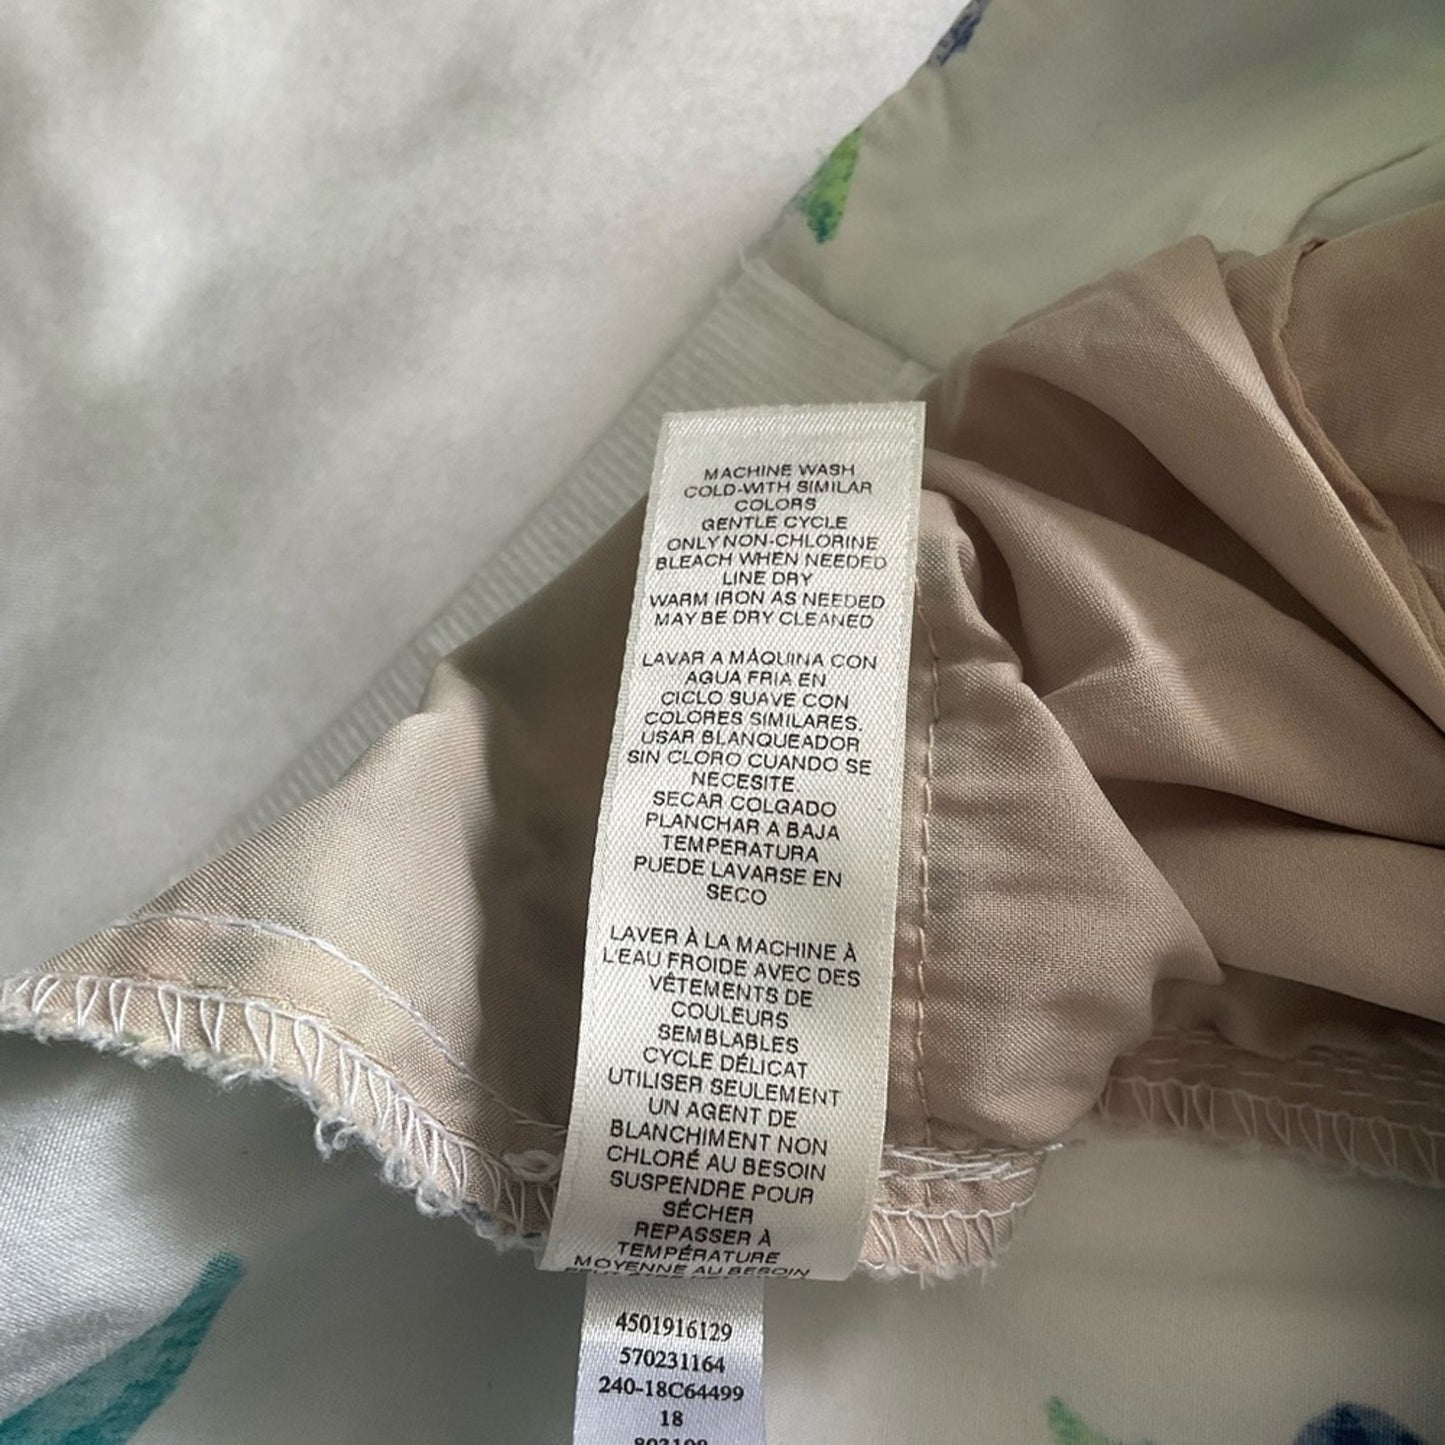 MACHINE WASH
COLD-WITH SIMILAR
COLORS
GENTLE CYCLE
ONLY NON-CHLORINE
BLEACH WHEN NEEDED
LINE DRY
WARM IRON AS NEEDED
MAY BE DRY CLEANED
LAVAR A MÁQUINA CON
AGUA FRIA EN
CICLO SUAVE CON
COLORES SIMILARES.
USAR BLANQUEADOR
SIN CLORO CUANDO SE
NECESITE
SECAR COLGADO
PLANCHAR A BAJA
TEMPERATURA
PUEDE LAVARSE EN
SECO
LAVER À LA MACHINE À
L'EAU FROIDE AVEC DES
VÊTEMENTS DE
COULEURS
SEMBLABLES
CYCLE DÉLICAT
UTILISER SEULEMENT
UN AGENT DE
BLANCHIMENT NON
CHLORÉ AU BESOIN
SUSPENDRE POUR
SÉCHER
REPASSER À
TEMPÉRATURE
MOYENNE AU BESOIN
4501916129
570231164
240-18C64499
18